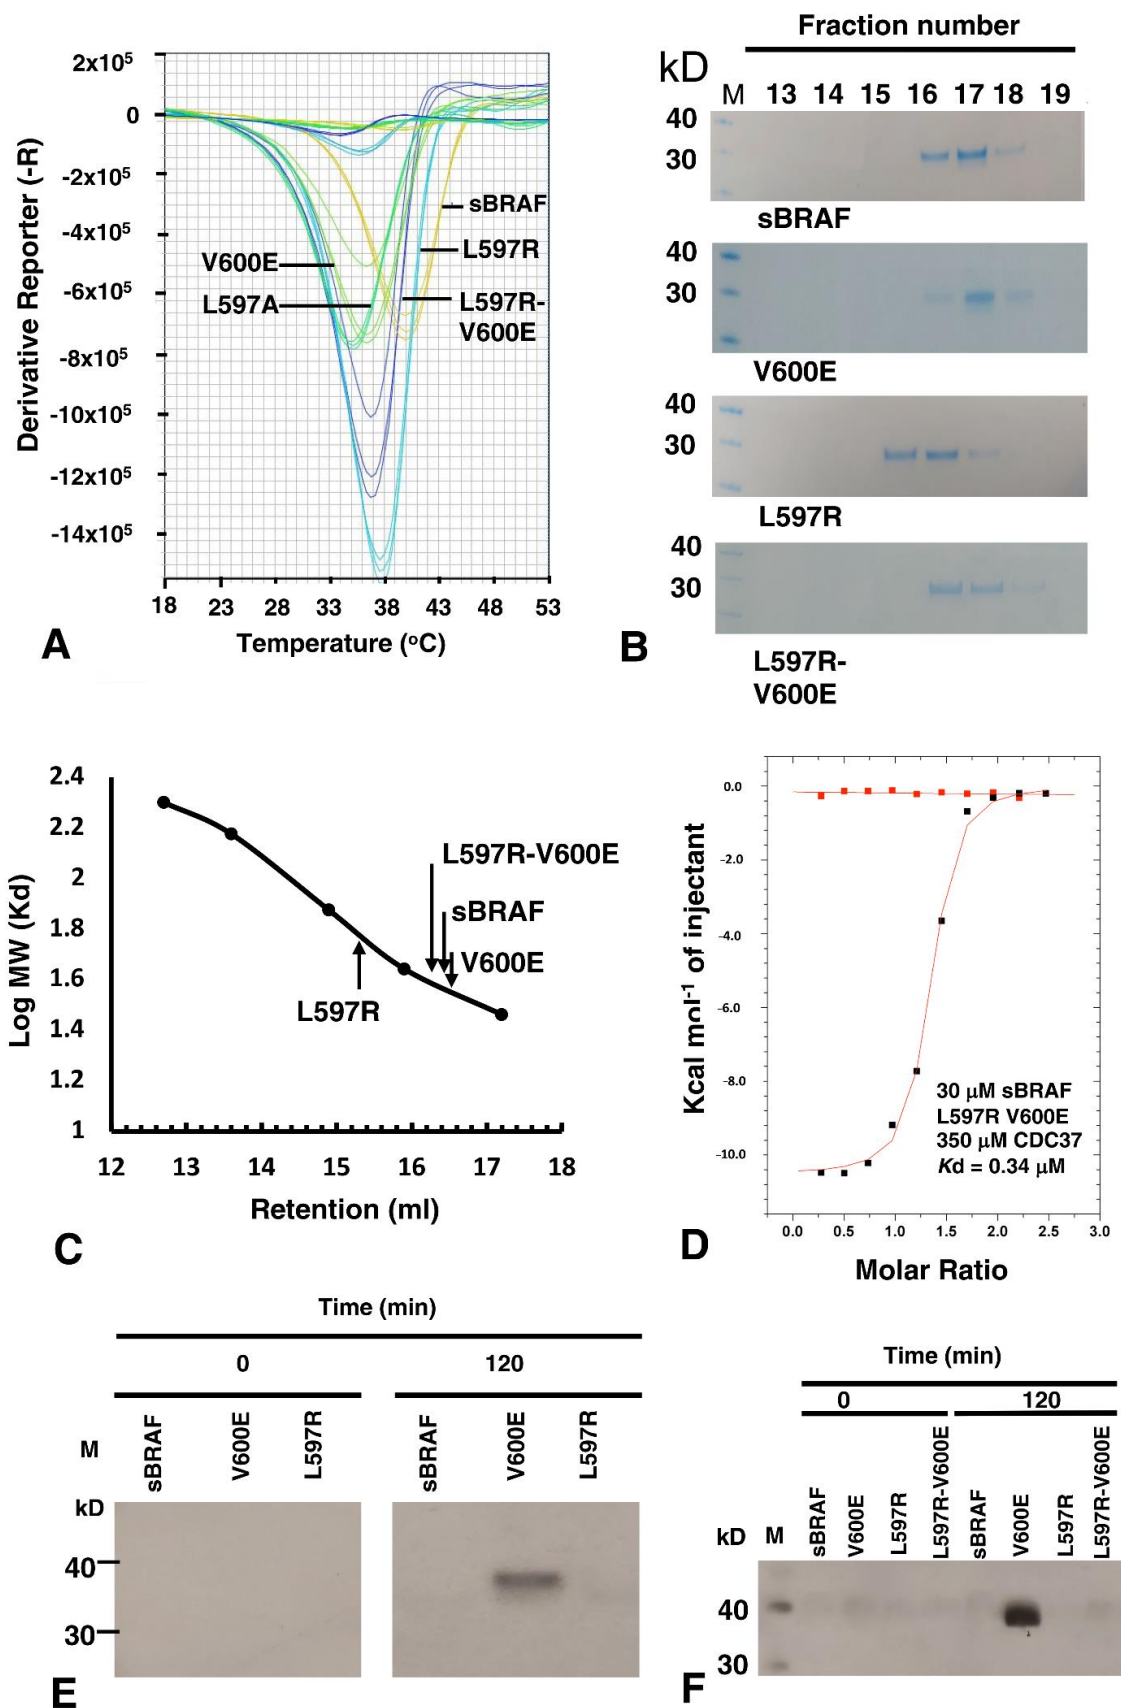 2x10⁵
0
-2x10⁵
-4x10⁵
-6x10⁵
-8x10⁵
-10x10⁵
-12x10⁵
-14x10⁵
Derivative Reporter (-R)
sBRAF
L597R
V600E
L597A
L597R-
V600E
18 23 28 33 38 43 48 53
Temperature (°C)
A
Fraction number
kD
M 13 14 15 16 17 18 19
40
30
sBRAF
40
30
V600E
40
30
L597R
40
30
L597R-
V600E
B
2.4
2.2
2
1.8
1.6
1.4
1.2
1
Log MW (Kd)
L597R-V600E
sBRAF
V600E
L597R
12 13 14 15 16 17 18
Retention (ml)
C
0.0
-2.0
-4.0
-6.0
-8.0
-10.0
Kcal mol⁻¹ of injectant
30 µM sBRAF
L597R V600E
350 µM CDC37
Kd = 0.34 µM
0.0 0.5 1.0 1.5 2.0 2.5 3.0
Molar Ratio
D
Time (min)
0 120
M sBRAF V600E L597R sBRAF V600E L597R
kD
40
30
E
Time (min)
0 120
kD M sBRAF V600E L597R L597R-V600E sBRAF V600E L597R L597R-V600E
40
30
F